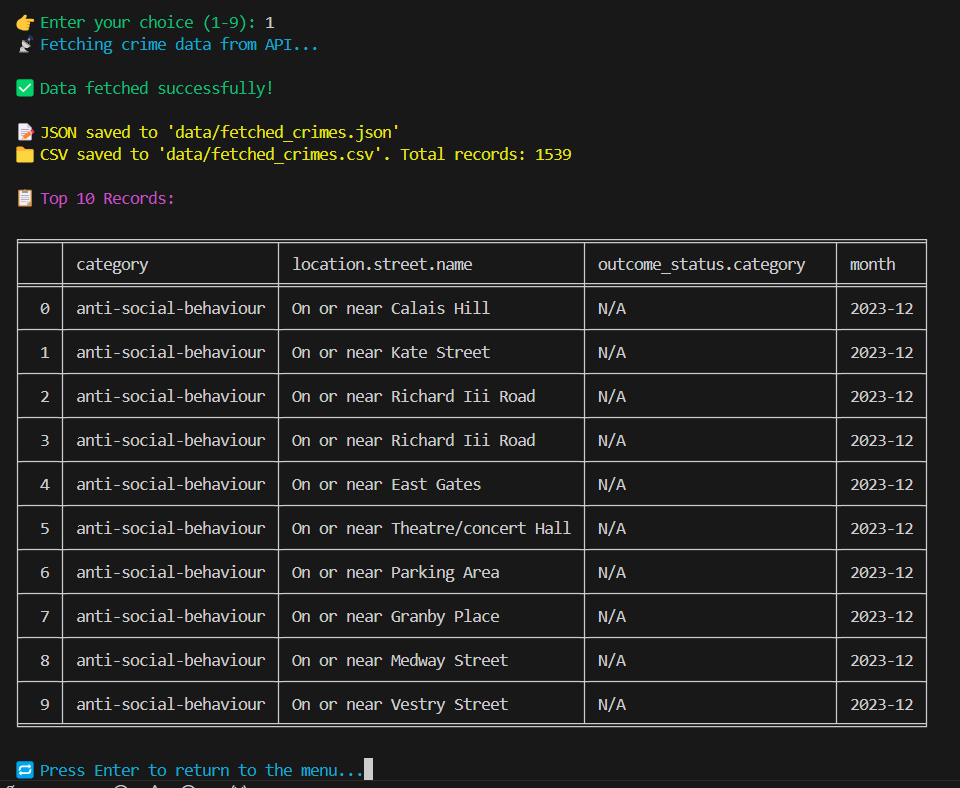 👉 Enter your choice (1-9): 1
📡 Fetching crime data from API...
✅ Data fetched successfully!
📝 JSON saved to 'data/fetched_crimes.json'
📁 CSV saved to 'data/fetched_crimes.csv'. Total records: 1539
📋 Top 10 Records:
category location.street.name outcome_status.category month
0 anti-social-behaviour On or near Calais Hill N/A 2023-12
1 anti-social-behaviour On or near Kate Street N/A 2023-12
2 anti-social-behaviour On or near Richard Iii Road N/A 2023-12
3 anti-social-behaviour On or near Richard Iii Road N/A 2023-12
4 anti-social-behaviour On or near East Gates N/A 2023-12
5 anti-social-behaviour On or near Theatre/concert Hall N/A 2023-12
6 anti-social-behaviour On or near Parking Area N/A 2023-12
7 anti-social-behaviour On or near Granby Place N/A 2023-12
8 anti-social-behaviour On or near Medway Street N/A 2023-12
9 anti-social-behaviour On or near Vestry Street N/A 2023-12
🔁 Press Enter to return to the menu...